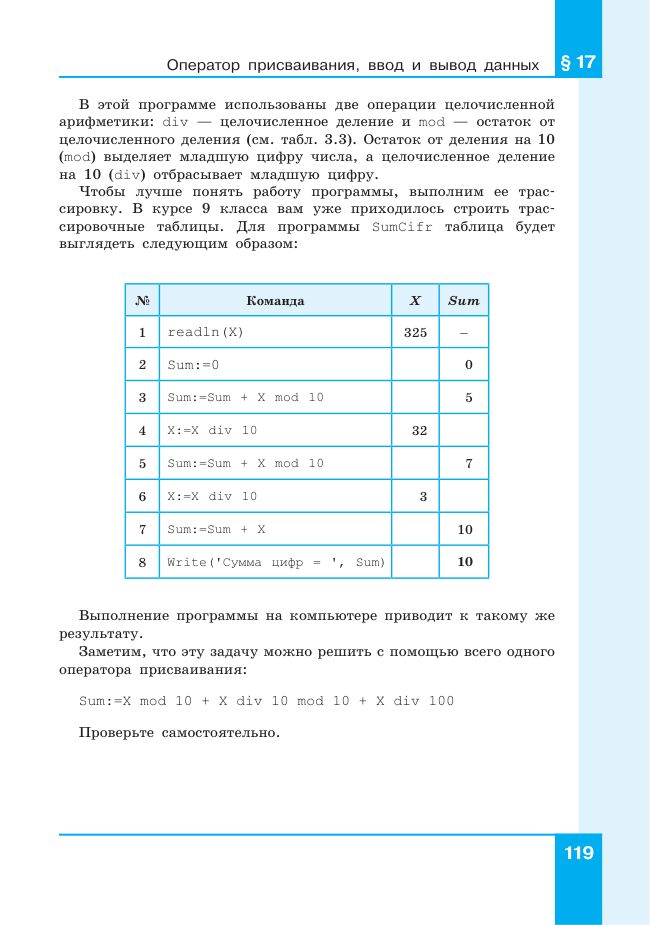 Оператор присваивания, ввод и вывод данных § 17
В этой программе использованы две операции целочисленной
арифметики: div — целочисленное деление и mod — остаток от
целочисленного деления (см. табл. 3.3). Остаток от деления на 10
(mod) выделяет младшую цифру числа, а целочисленное деление
на 10 (div) отбрасывает младшую цифру.
Чтобы лучше понять работу программы, выполним ее трас-
сировку. В курсе 9 класса вам уже приходилось строить трас-
сировочные таблицы. Для программы SumCifr таблица будет
выглядеть следующим образом:
№ Команда X Sum
1 readln(X) 325 –
2 Sum:=0 0
3 Sum:=Sum + X mod 10 5
4 X:=X div 10 32
5 Sum:=Sum + X mod 10 7
6 X:=X div 10 3
7 Sum:=Sum + X 10
8 Write('Сумма цифр = ', Sum) 10
Выполнение программы на компьютере приводит к такому же
результату.
Заметим, что эту задачу можно решить с помощью всего одного
оператора присваивания:
Sum:=X mod 10 + X div 10 mod 10 + X div 100
Проверьте самостоятельно.
119